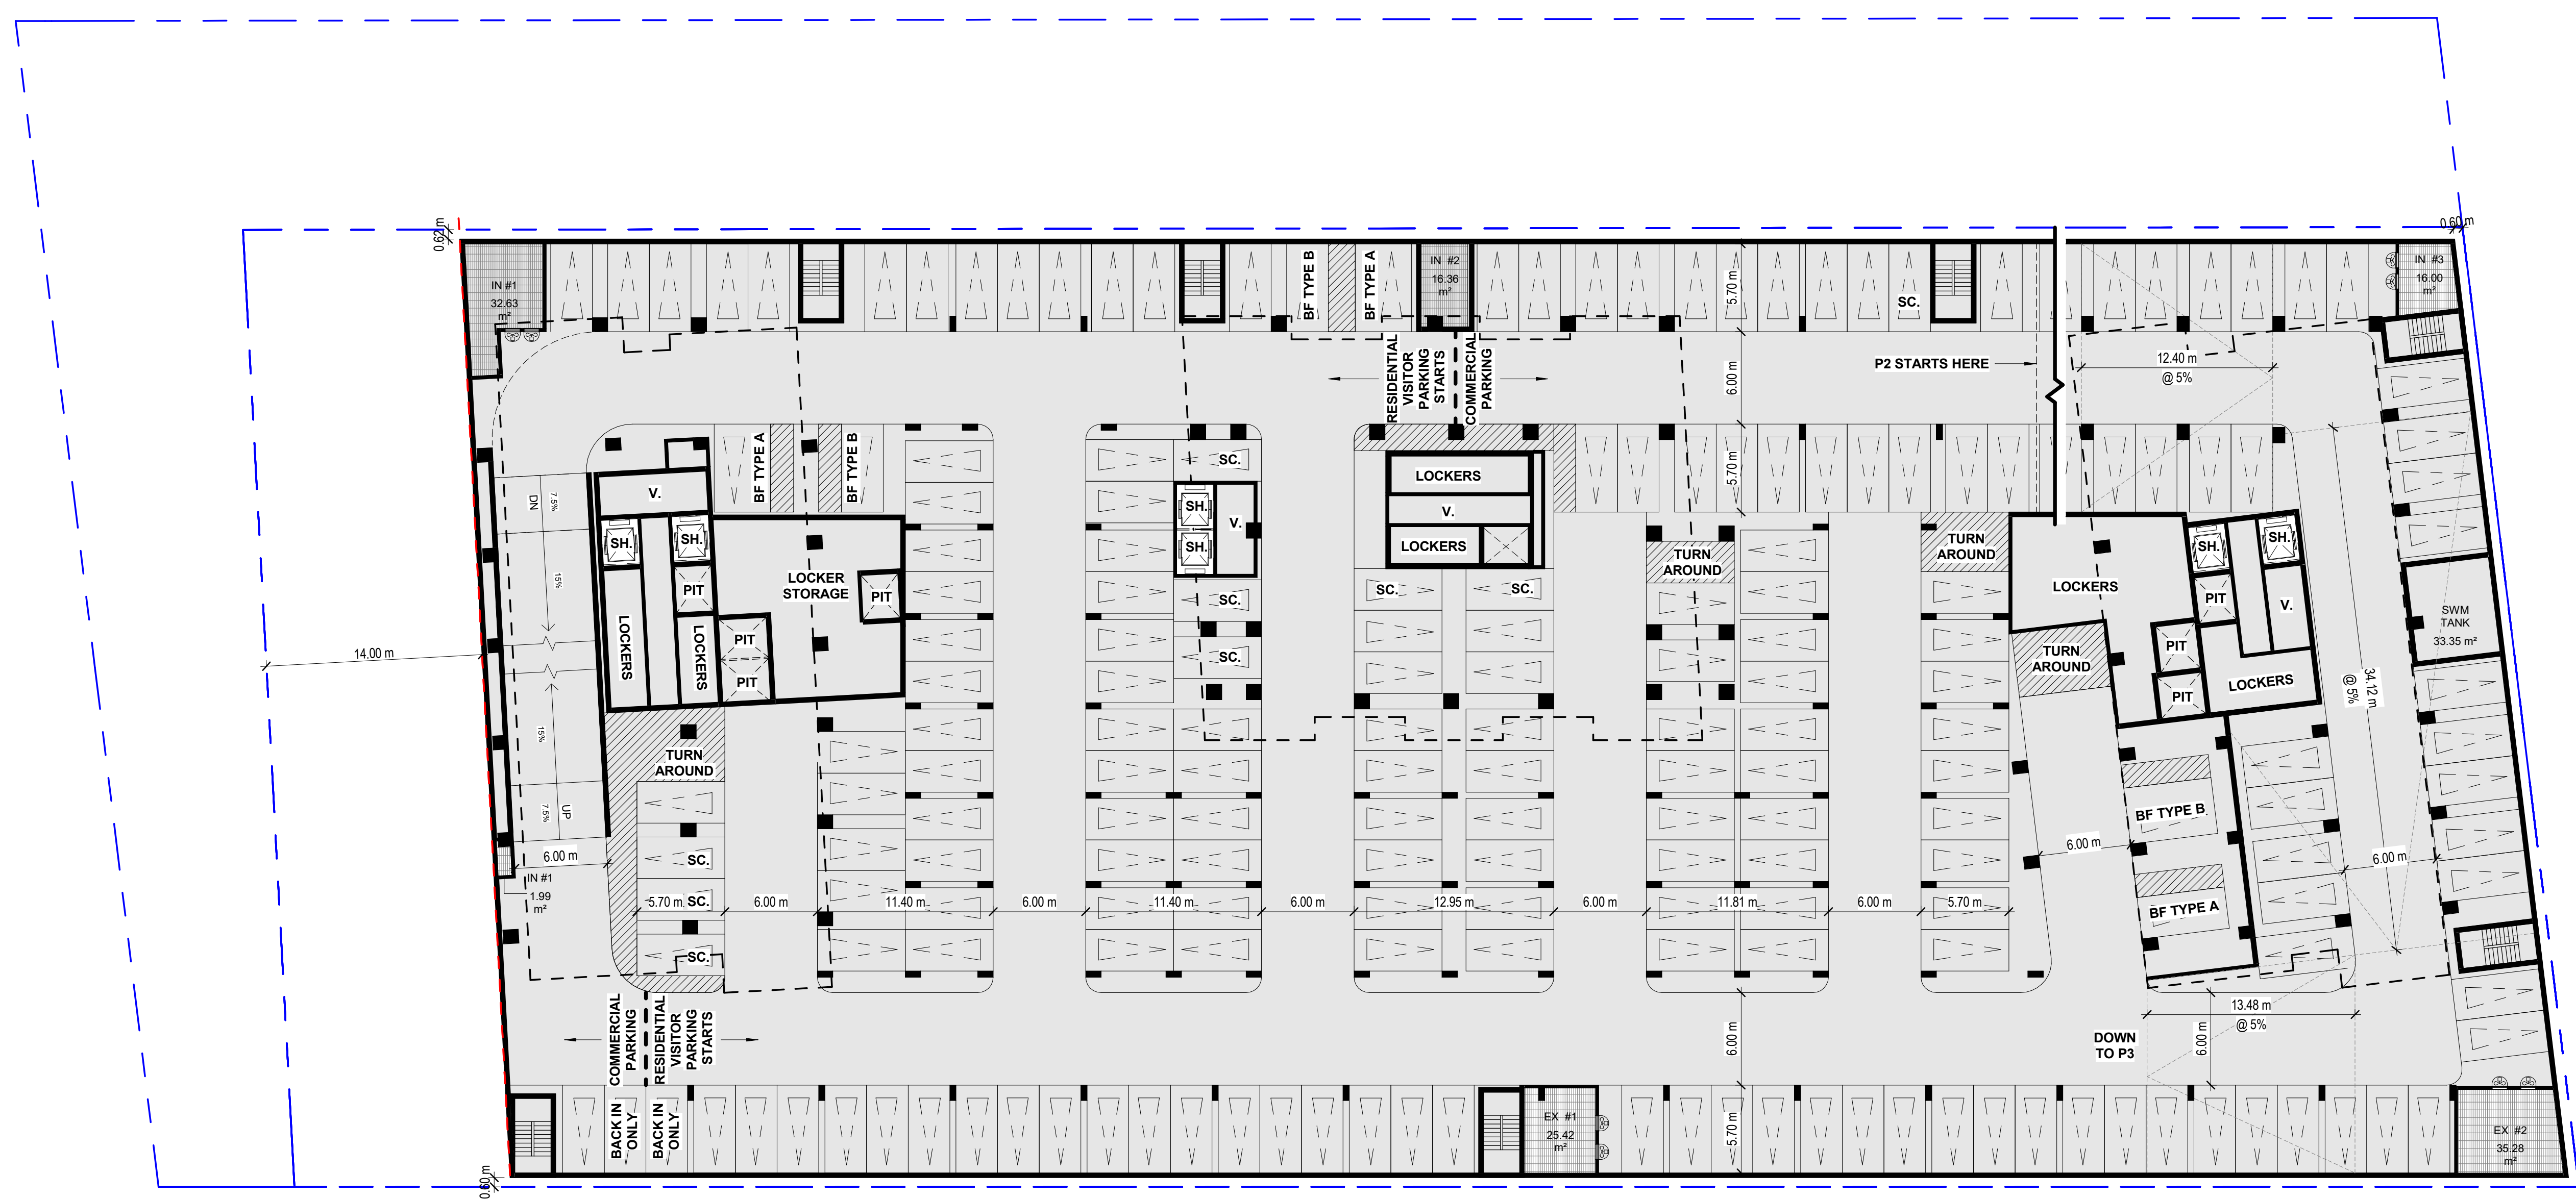 0.62 m
0.60 m
IN #1
32.63
m²
BF TYPE B
BF TYPE A
IN #2
16.36
m²
5.70 m
SC.
IN #3
16.00
m²
RESIDENTIAL
VISITOR
PARKING
STARTS
COMMERCIAL
PARKING
6.00 m
P2 STARTS HERE
12.40 m
@ 5%
BF TYPE A
BF TYPE B
SC.
LOCKERS
V.
LOCKERS
5.70 m
V.
DN
7.5%
15%
SH.
SH.
PIT
LOCKER
STORAGE
PIT
LOCKERS
LOCKERS
PIT
PIT
SH.
SH.
V.
SC.
SC.
SC.
SC.
TURN
AROUND
TURN
AROUND
LOCKERS
SH.
SH.
PIT
V.
PIT
PIT
LOCKERS
TURN
AROUND
SWM
TANK
33.35 m²
34.12 m
@ 5%
14.00 m
15%
7.5%
UP
TURN
AROUND
6.00 m
IN #1
1.99
m²
SC.
SC.
SC.
5.70 m
6.00 m
11.40 m
6.00 m
11.40 m
6.00 m
12.95 m
6.00 m
11.81 m
6.00 m
5.70 m
6.00 m
BF TYPE B
BF TYPE A
6.00 m
COMMERCIAL
PARKING
RESIDENTIAL
VISITOR
PARKING
STARTS
6.00 m
DOWN
TO P3
13.48 m
@ 5%
6.00 m
BACK IN
ONLY
BACK IN
ONLY
EX #1
25.42
m²
5.70 m
EX #2
35.28
m²
0.60 m